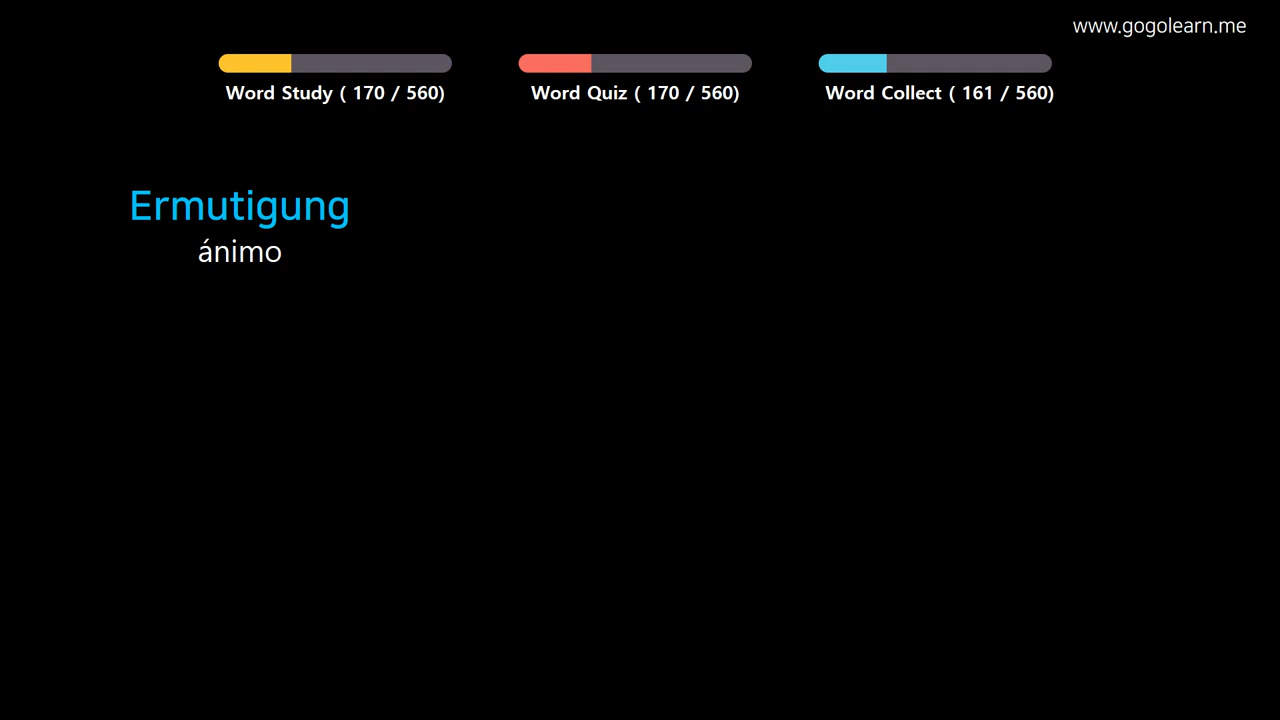 www.gogolearn.me
Word Study ( 170 / 560)
Word Quiz ( 170 / 560)
Word Collect ( 161 / 560)
Ermutigung
ánimo